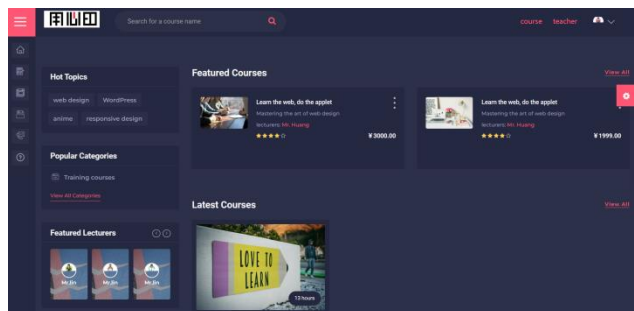 用心印
Search for a course name
course teacher
Hot Topics
web design WordPress
anime responsive design
Popular Categories
Training courses
View All Categories
Featured Lecturers
Mr.lin Mr.lin Mr.lin
Featured Courses View All
Learn the web, do the applet
Mastering the art of web design
lecturers: Mr. Huang
¥3000.00
Learn the web, do the applet
Mastering the art of web design
lecturers: Mr. Huang
¥1999.00
Latest Courses View All
LOVE TO
LEARN
13 hours